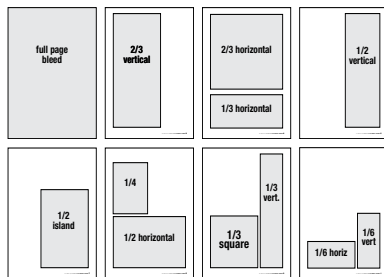 full page
bleed
2/3
vertical
2/3 horizontal
1/3 horizontal
1/2
vertical
1/2
island
1/4
1/2 horizontal
1/3
square
1/3
vert.
1/6 horiz
1/6
vert